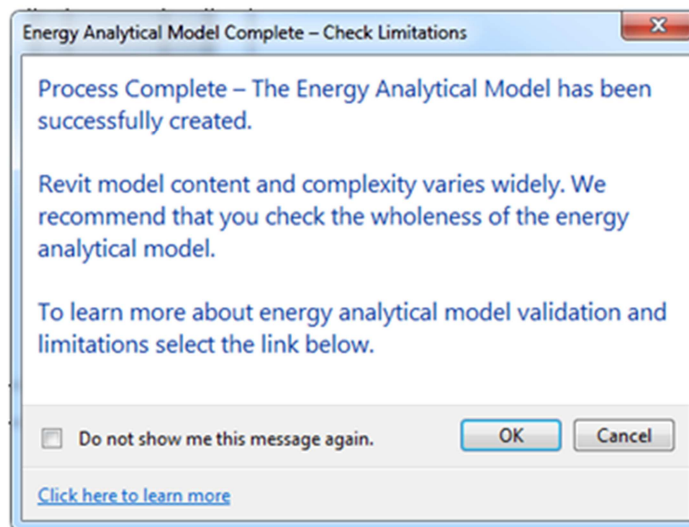 Energy Analytical Model Complete – Check Limitations
Process Complete – The Energy Analytical Model has been
successfully created.
Revit model content and complexity varies widely. We
recommend that you check the wholeness of the energy
analytical model.
To learn more about energy analytical model validation and
limitations select the link below.
Do not show me this message again.
OK
Cancel
Click here to learn more